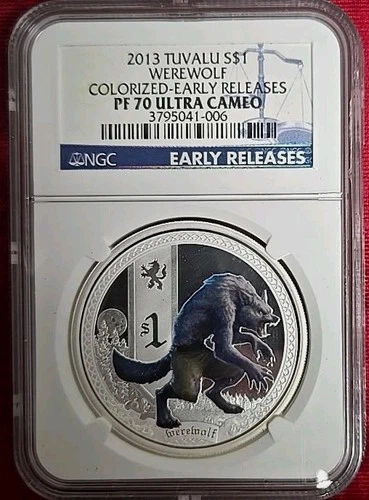 2013 TUVALU S$1
WEREWOLF
COLORIZED-EARLY RELEASES
PF 70 ULTRA CAMEO
3795041-006
NGC
EARLY RELEASES
$1
werewolf